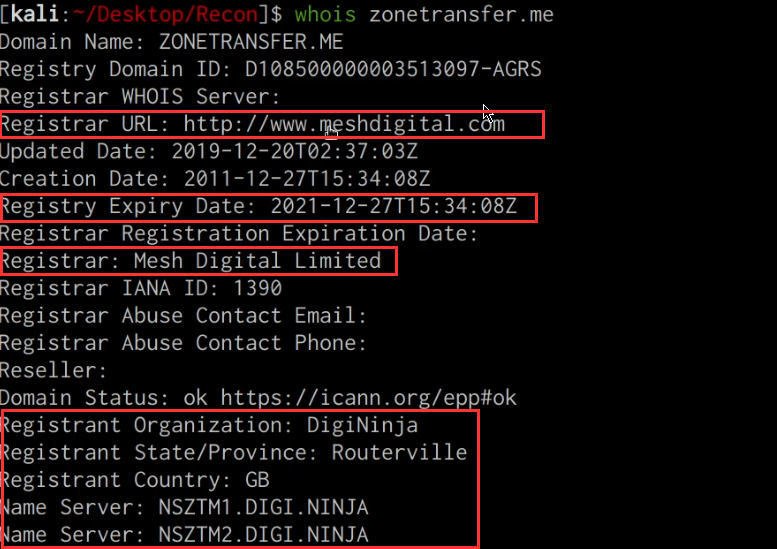 [kali:~/Desktop/Recon]$ whois zonetransfer.me
Domain Name: ZONETRANSFER.ME
Registry Domain ID: D108500000003513097-AGRS
Registrar WHOIS Server:
Registrar URL: http://www.meshdigital.com
Updated Date: 2019-12-20T02:37:03Z
Creation Date: 2011-12-27T15:34:08Z
Registry Expiry Date: 2021-12-27T15:34:08Z
Registrar Registration Expiration Date:
Registrar: Mesh Digital Limited
Registrar IANA ID: 1390
Registrar Abuse Contact Email:
Registrar Abuse Contact Phone:
Reseller:
Domain Status: ok https://icann.org/epp#ok
Registrant Organization: DigiNinja
Registrant State/Province: Routerville
Registrant Country: GB
Name Server: NSZTM1.DIGI.NINJA
Name Server: NSZTM2.DIGI.NINJA